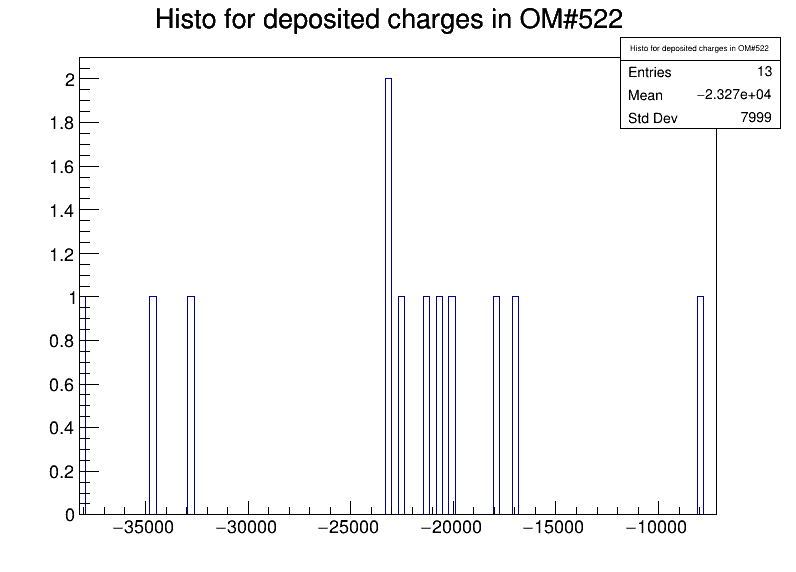 Histo for deposited charges in OM#522
Histo for deposited charges in OM#522
Entries 13
Mean −2.327e+04
Std Dev 7999
2
1.8
1.6
1.4
1.2
1
0.8
0.6
0.4
0.2
0
−35000 −30000 −25000 −20000 −15000 −10000